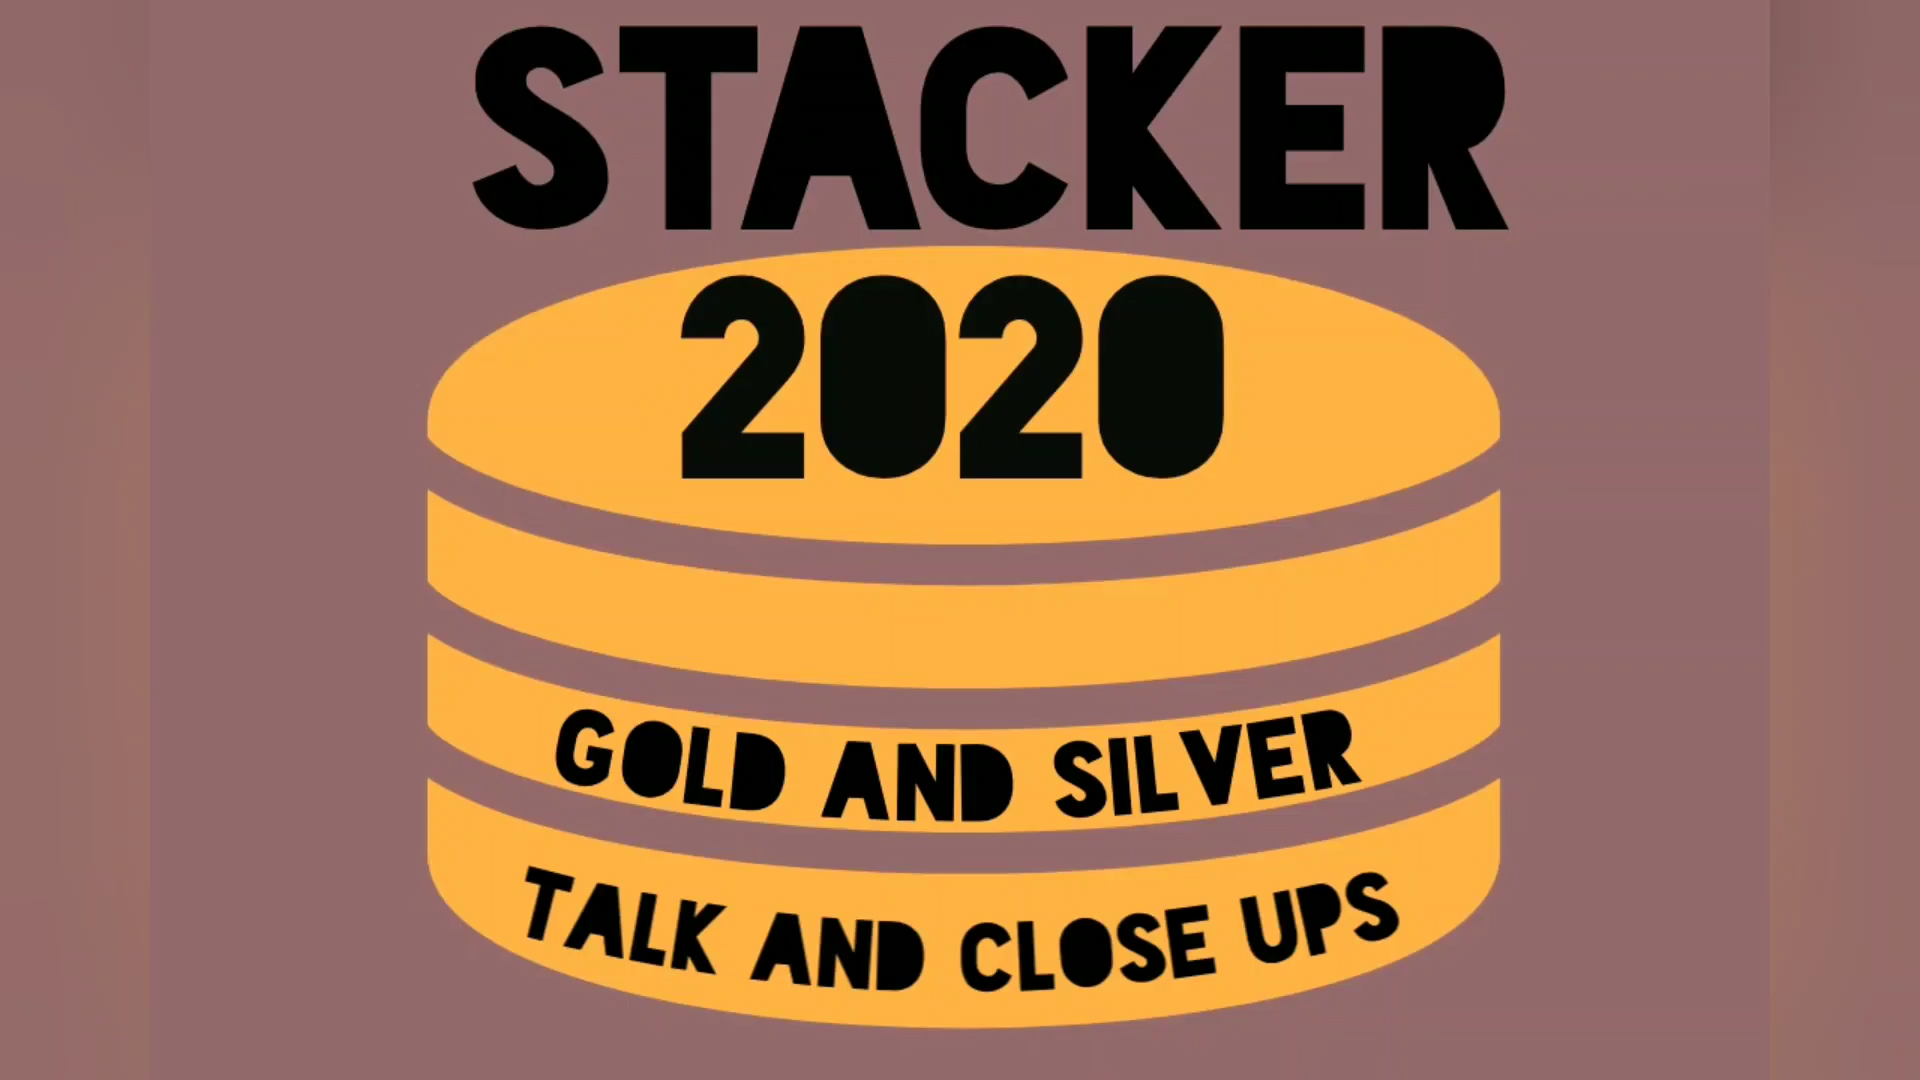 STACKER
2020
GOLD AND SILVER
TALK AND CLOSE UPS